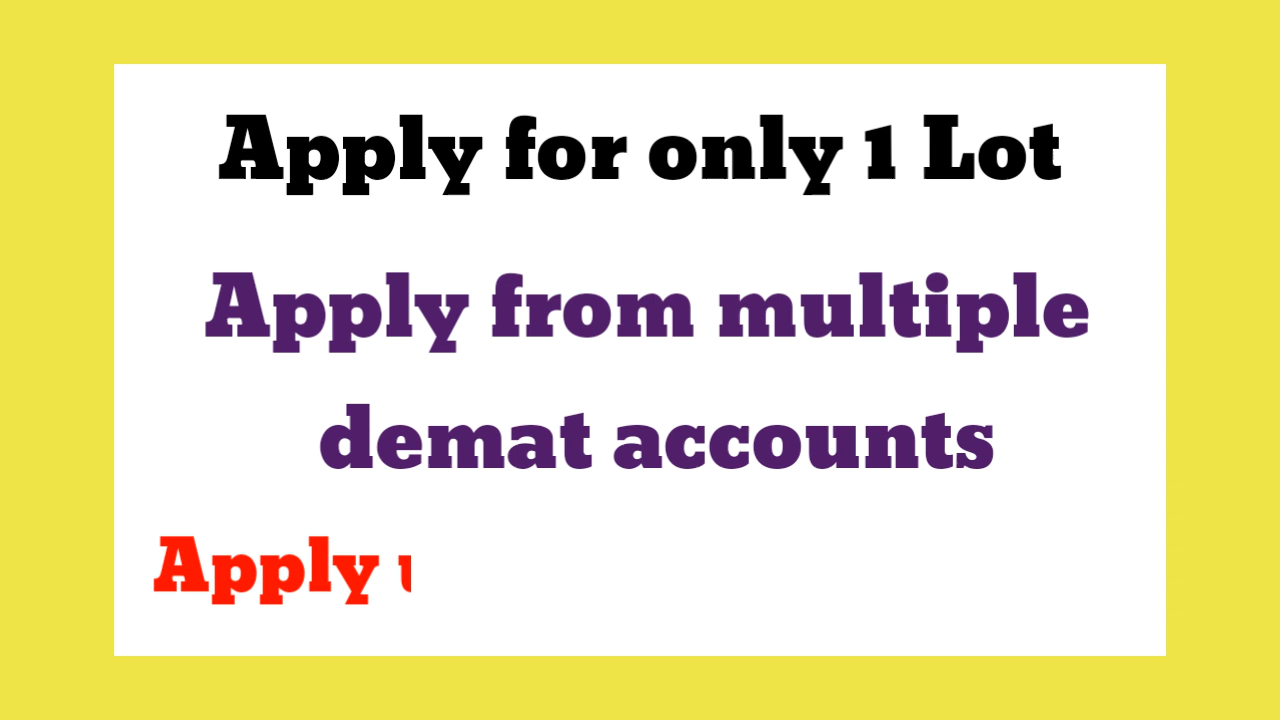 Apply for only 1 Lot
Apply from multiple
demat accounts
Apply